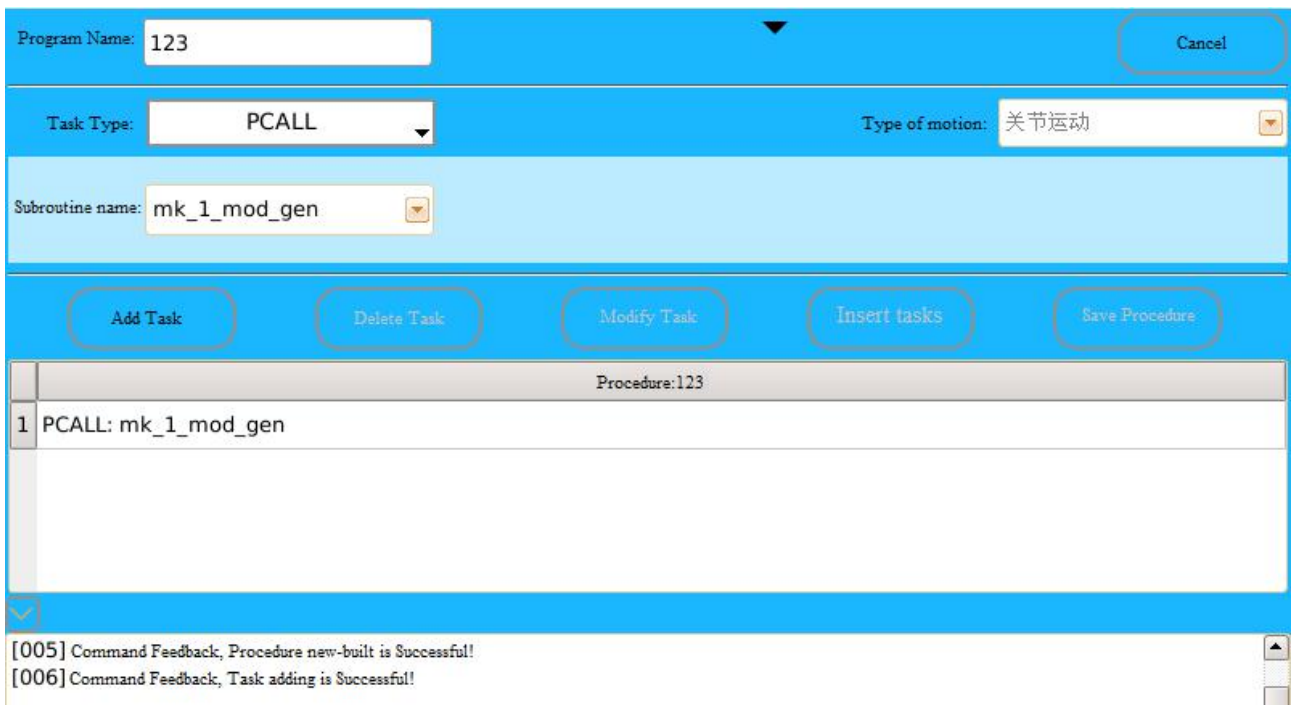 Program Name: 123 Cancel
Task Type: PCALL Type of motion: 关节运动
Subroutine name: mk_1_mod_gen
Add Task Delete Task Modify Task Insert tasks Save Procedure
Procedure:123
1 PCALL: mk_1_mod_gen
[005] Command Feedback, Procedure new-built is Successful!
[006] Command Feedback, Task adding is Successful!